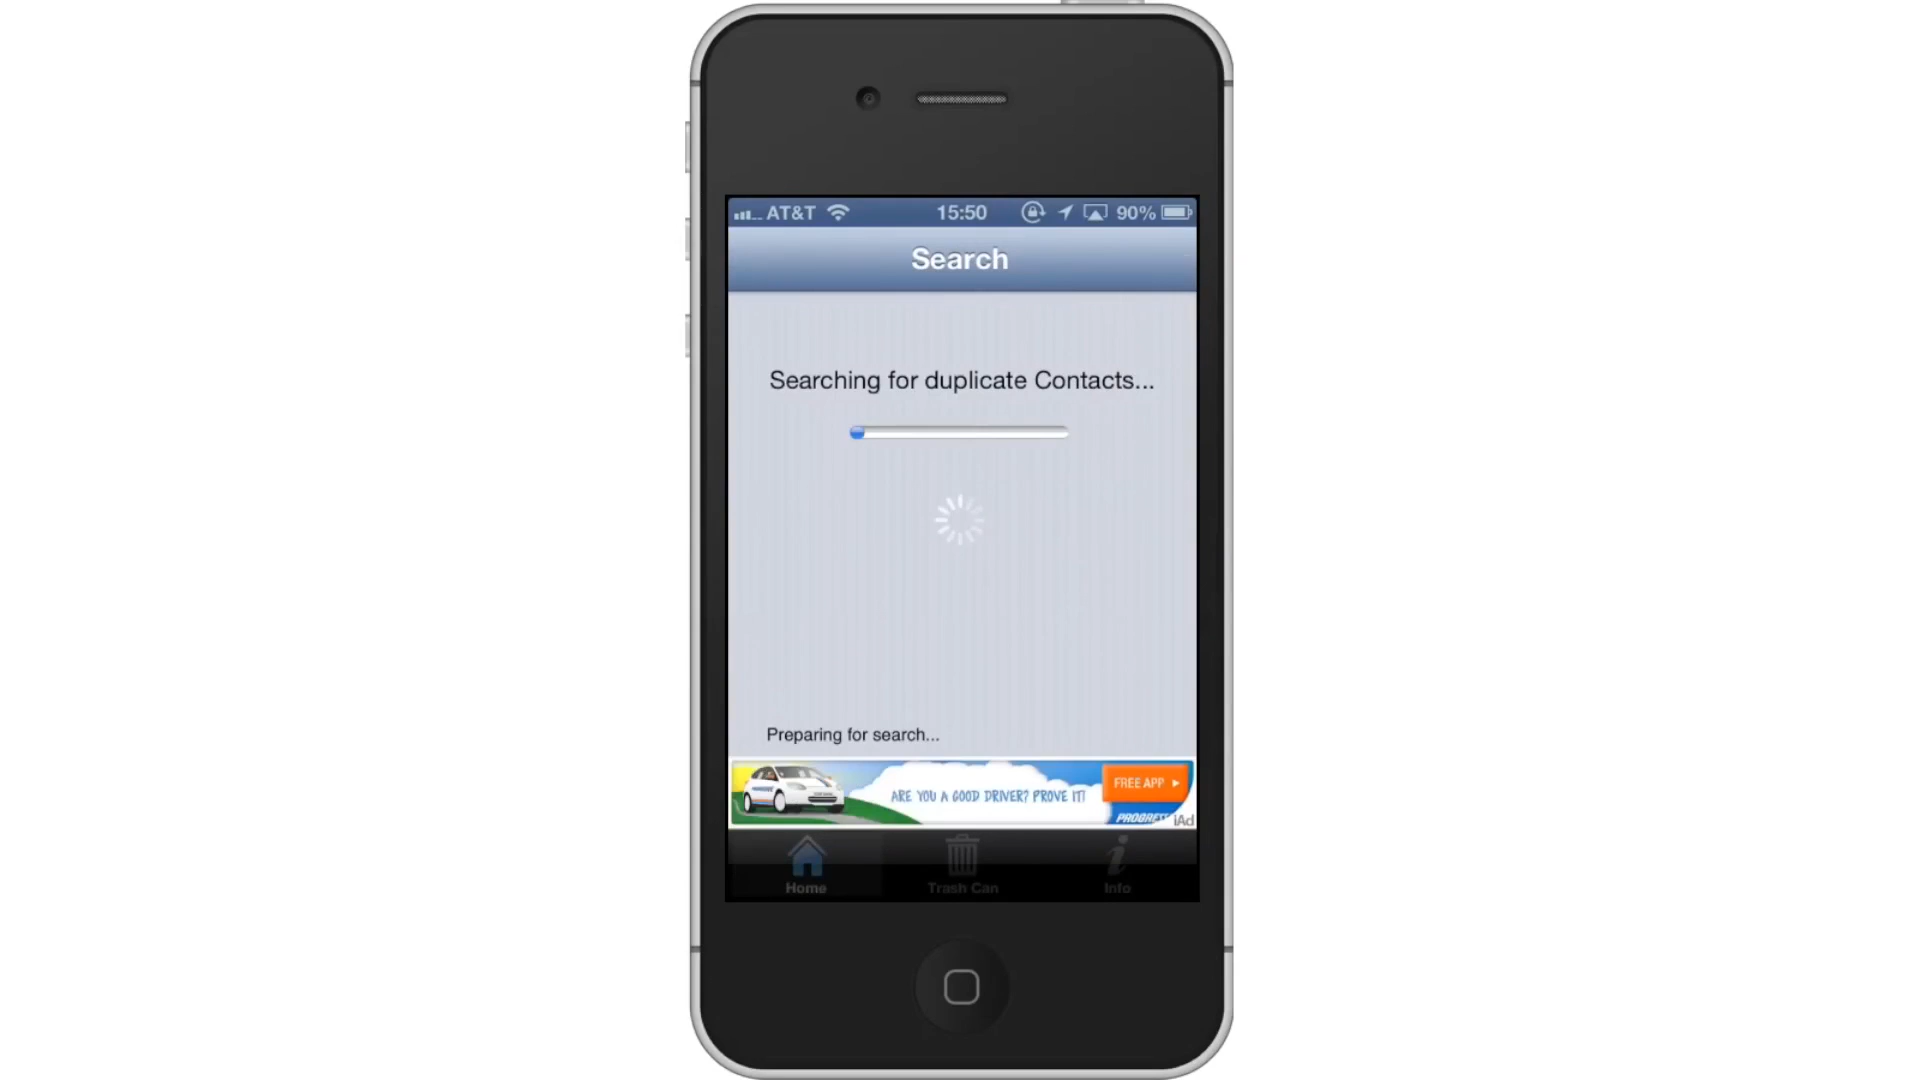 AT&T 15:50 90%
Search
Searching for duplicate Contacts...
Preparing for search...
ARE YOU A GOOD DRIVER? PROVE IT!
FREE APP
iAd
Home Trash Can Info